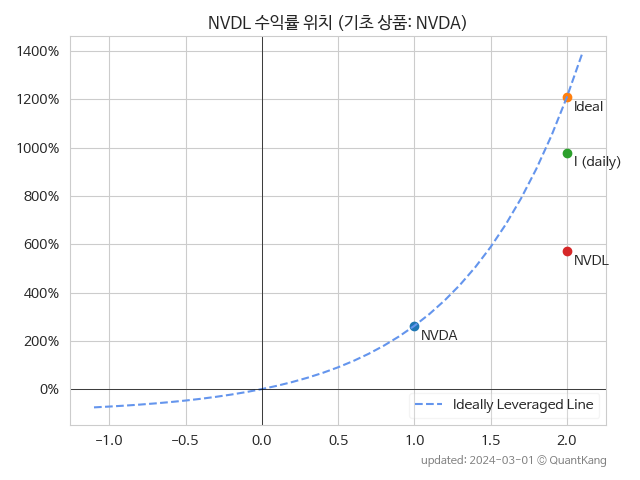 NVDL 수익률 위치 (기초 상품: NVDA)
1400%
1200%
1000%
800%
600%
400%
200%
0%
Ideal
I (daily)
NVDL
NVDA
Ideally Leveraged Line
−1.0 −0.5 0.0 0.5 1.0 1.5 2.0
updated: 2024-03-01 © QuantKang